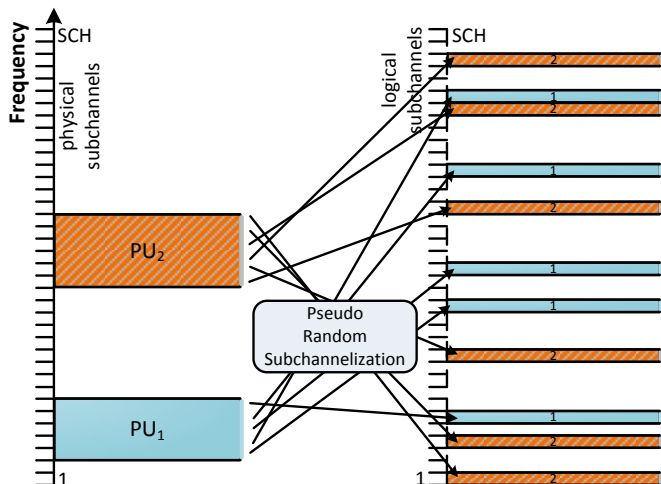 Frequency
SCH
physical
subchannels
PU2
PU1
1
Pseudo
Random
Subchannelization
SCH
logical
subchannels
1
2
1
2
1
2
1
1
2
1
2
2